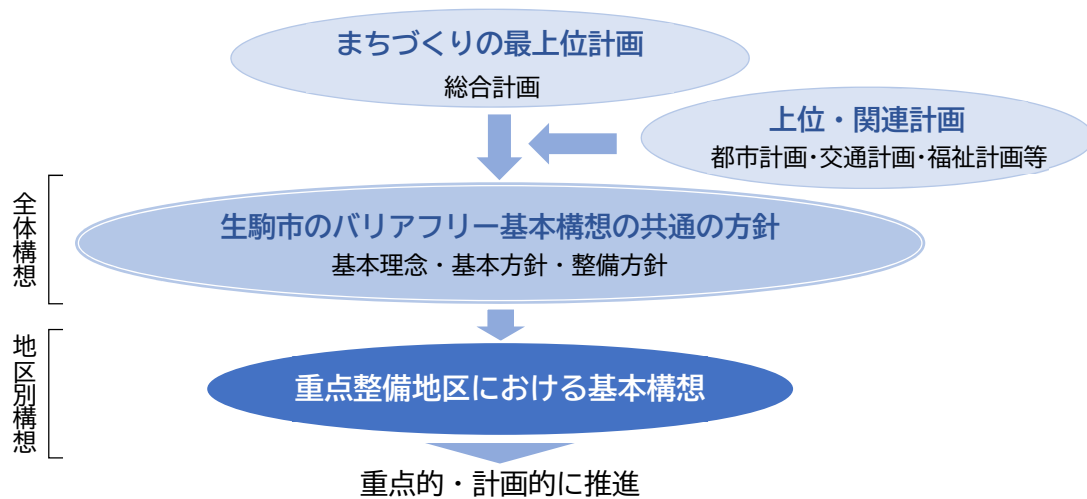 まちづくりの最上位計画
総合計画
上位・関連計画
都市計画・交通計画・福祉計画等
全体構想
生駒市のバリアフリー基本構想の共通の方針
基本理念・基本方針・整備方針
地区別構想
重点整備地区における基本構想
重点的・計画的に推進